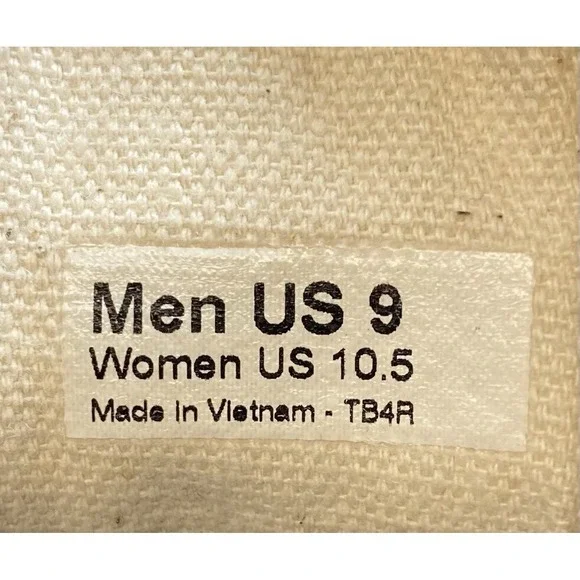 Men US 9
Women US 10.5
Made in Vietnam - TB4R